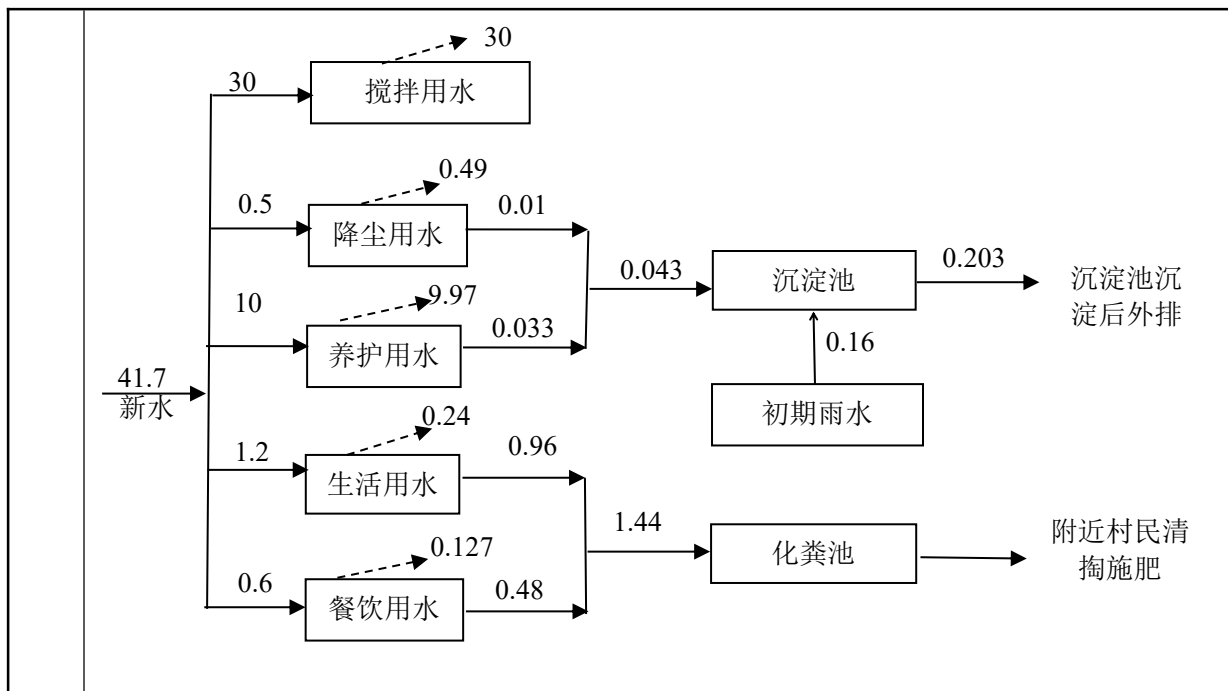 30
30
搅拌用水
0.49
0.5
0.01
降尘用水
0.043
沉淀池
0.203
沉淀池沉
淀后外排
9.97
10
0.033
养护用水
0.16
初期雨水
41.7
新水
0.24
1.2
0.96
生活用水
1.44
化粪池
附近村民清
掏施肥
0.127
0.6
0.48
餐饮用水